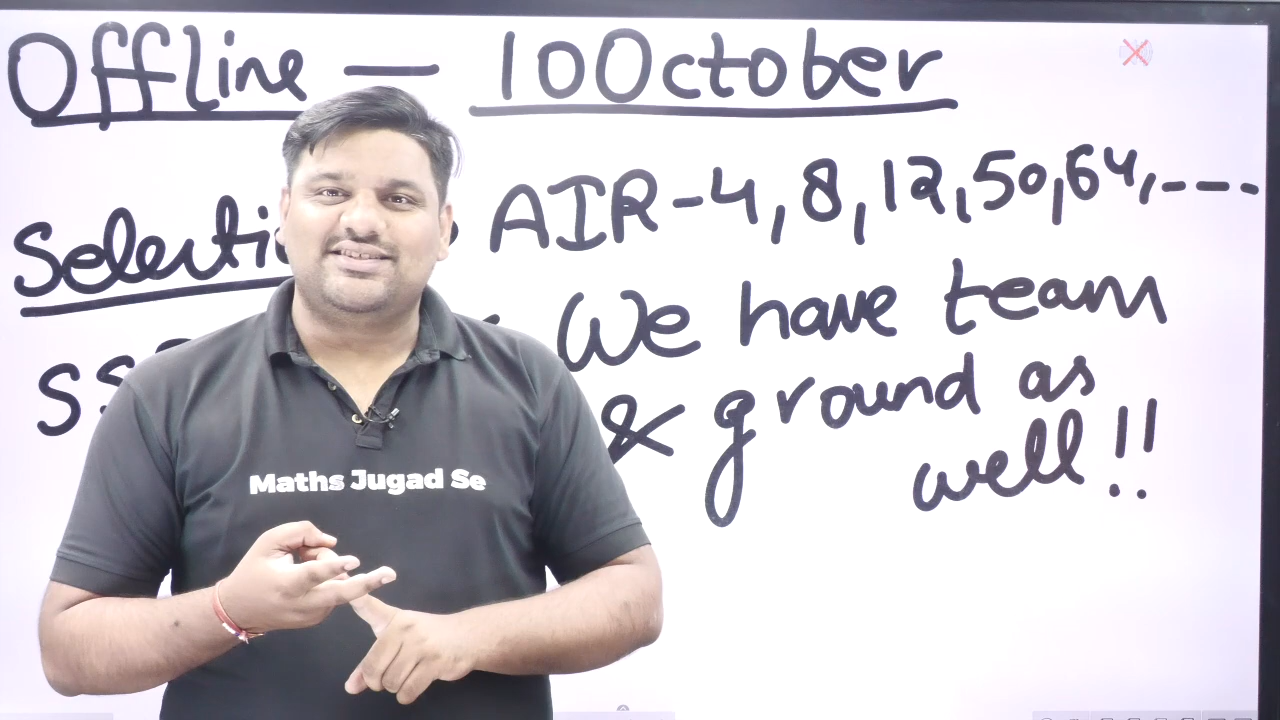 Offline — 10 October
AIR - 4, 8, 12, 50, 64, ----
We have team
& ground as
well !!
Maths Jugad Se